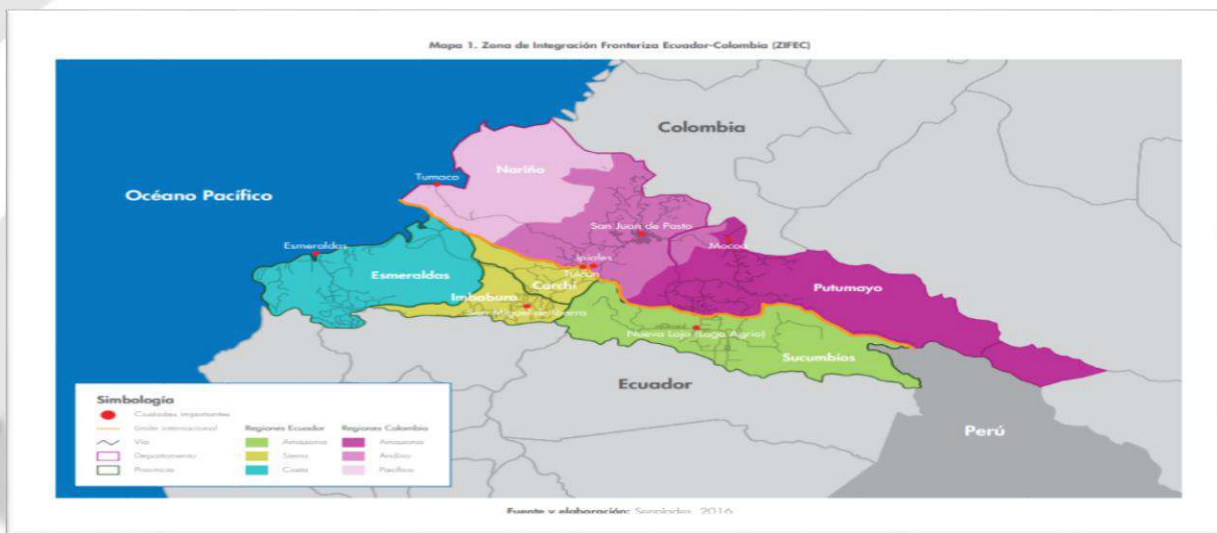 Mapa 1. Zona de Integración Fronteriza Ecuador-Colombia (ZIFEC)
Colombia
Nariño
Tumaco
Océano Pacífico
San Juan de Pasto
Esmeraldas
Mocoa
Ipiales
Esmeraldas
Tulcán
Carchi
Putumayo
Imbabura
San Miguel de Ibarra
Nueva Loja (Lago Agrio)
Sucumbíos
Ecuador
Perú
Simbología
Ciudades importantes
Límite internacional
Regiones Ecuador
Regiones Colombia
Vía
Amazonía
Amazonía
Departamento
Sierra
Andina
Provincia
Costa
Pacífico
Fuente y elaboración: Senplades, 2016